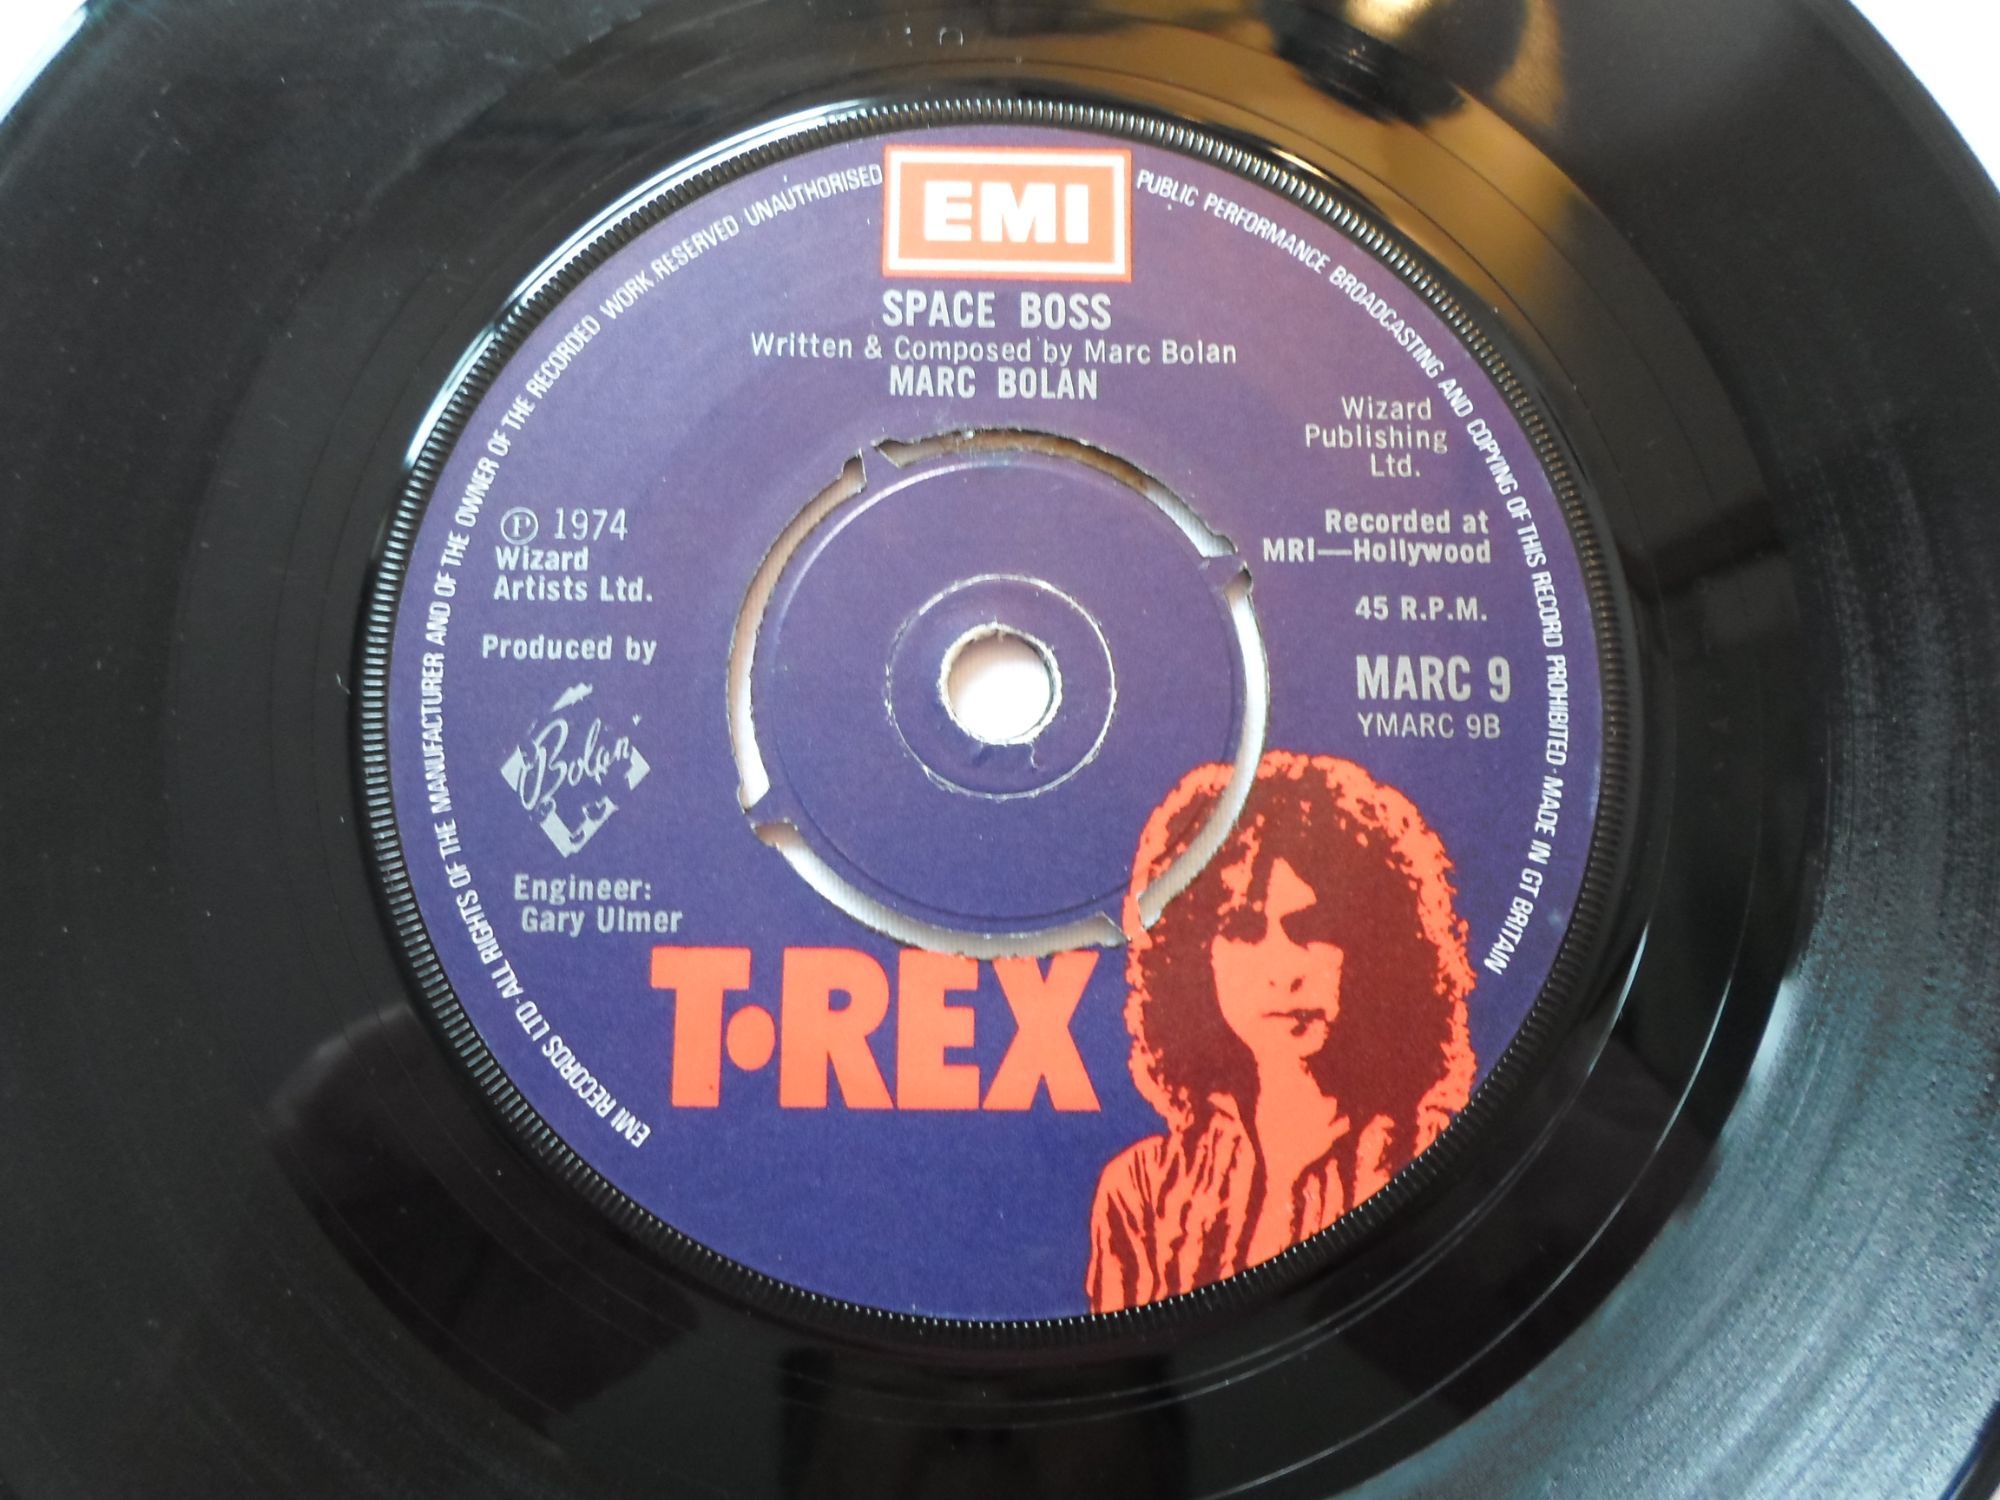 EMI
SPACE BOSS
Written & Composed by Marc Bolan
MARC BOLAN
Wizard
Publishing
Ltd.
Recorded at
MRI—Hollywood
45 R.P.M.
MARC 9
YMARC 9B
Ⓟ 1974
Wizard
Artists Ltd.
Produced by
Bolan
Engineer:
Gary Ulmer
T·REX
EMI RECORDS LTD·ALL RIGHTS OF THE MANUFACTURER AND OF THE OWNER OF THE RECORDED WORK RESERVED UNAUTHORISED PUBLIC PERFORMANCE BROADCASTING AND COPYING OF THIS RECORD PROHIBITED·MADE IN GT BRITAIN